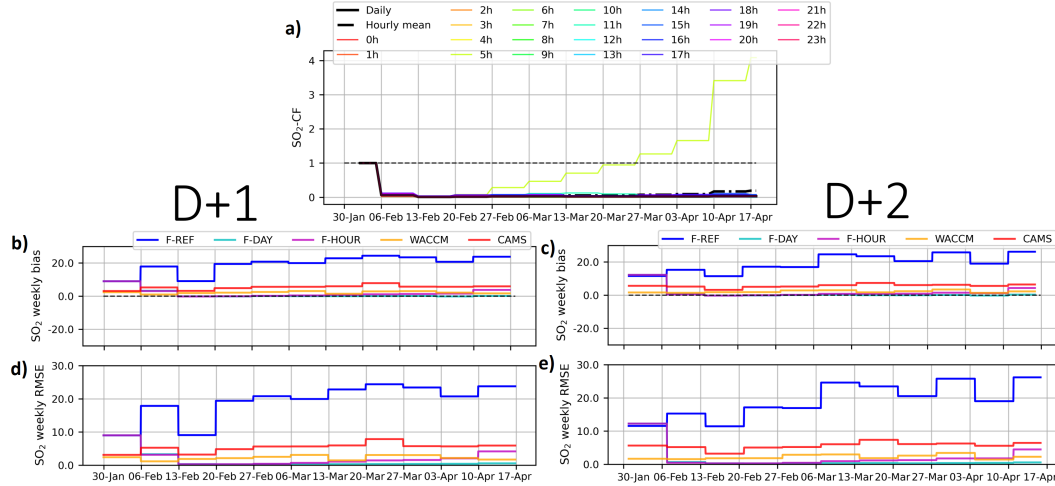 a)
Daily 2h 6h 10h 14h 18h 21h
Hourly mean 3h 7h 11h 15h 19h 22h
0h 4h 8h 12h 16h 20h 23h
1h 5h 9h 13h 17h
4
3
2
1
0
SO₂-CF
30-Jan 06-Feb 13-Feb 20-Feb 27-Feb 06-Mar 13-Mar 20-Mar 27-Mar 03-Apr 10-Apr 17-Apr
D+1
D+2
b)
F-REF F-DAY F-HOUR WACCM CAMS
20.0
0.0
-20.0
SO₂ weekly bias
c)
F-REF F-DAY F-HOUR WACCM CAMS
20.0
0.0
-20.0
SO₂ weekly bias
d)
30.0
20.0
10.0
0.0
SO₂ weekly RMSE
30-Jan 06-Feb 13-Feb 20-Feb 27-Feb 06-Mar 13-Mar 20-Mar 27-Mar 03-Apr 10-Apr 17-Apr
e)
30.0
20.0
10.0
0.0
SO₂ weekly RMSE
30-Jan 06-Feb 13-Feb 20-Feb 27-Feb 06-Mar 13-Mar 20-Mar 27-Mar 03-Apr 10-Apr 17-Apr